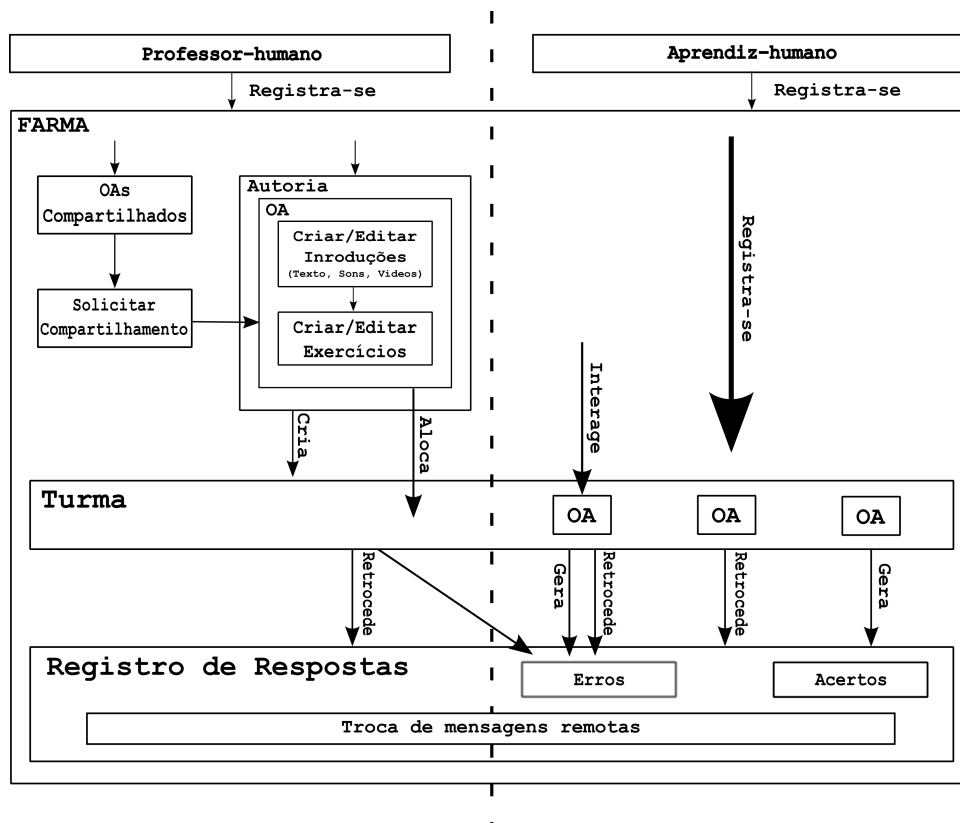 Professor-humano
Aprendiz-humano
Registra-se
Registra-se
FARMA
OAs
Compartilhados
Solicitar
Compartilhamento
Autoria
OA
Criar/Editar
Inroduções
(Texto, Sons, Videos)
Criar/Editar
Exercícios
Registra-se
Interage
Cria
Aloca
Turma
OA
OA
OA
Retrocede
Gera
Retrocede
Retrocede
Gera
Registro de Respostas
Erros
Acertos
Troca de mensagens remotas